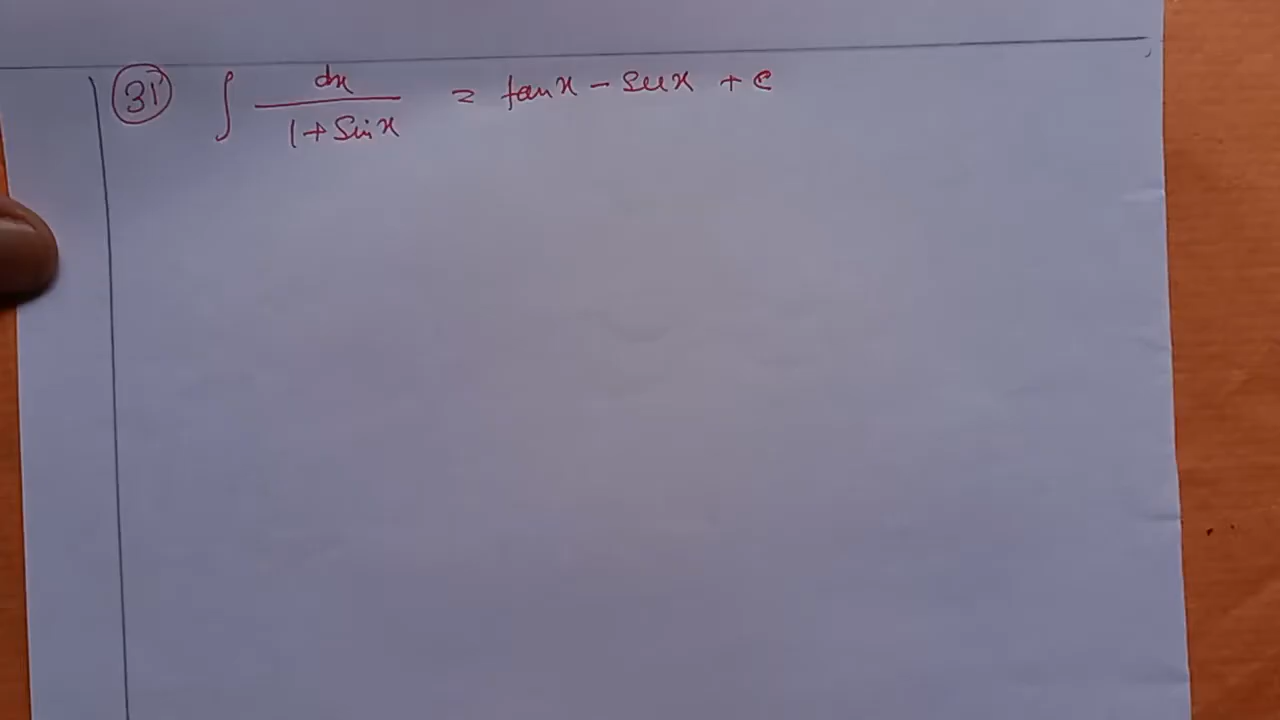 31 ∫ dx / (1 + Sin x) = tan x - Sec x + c